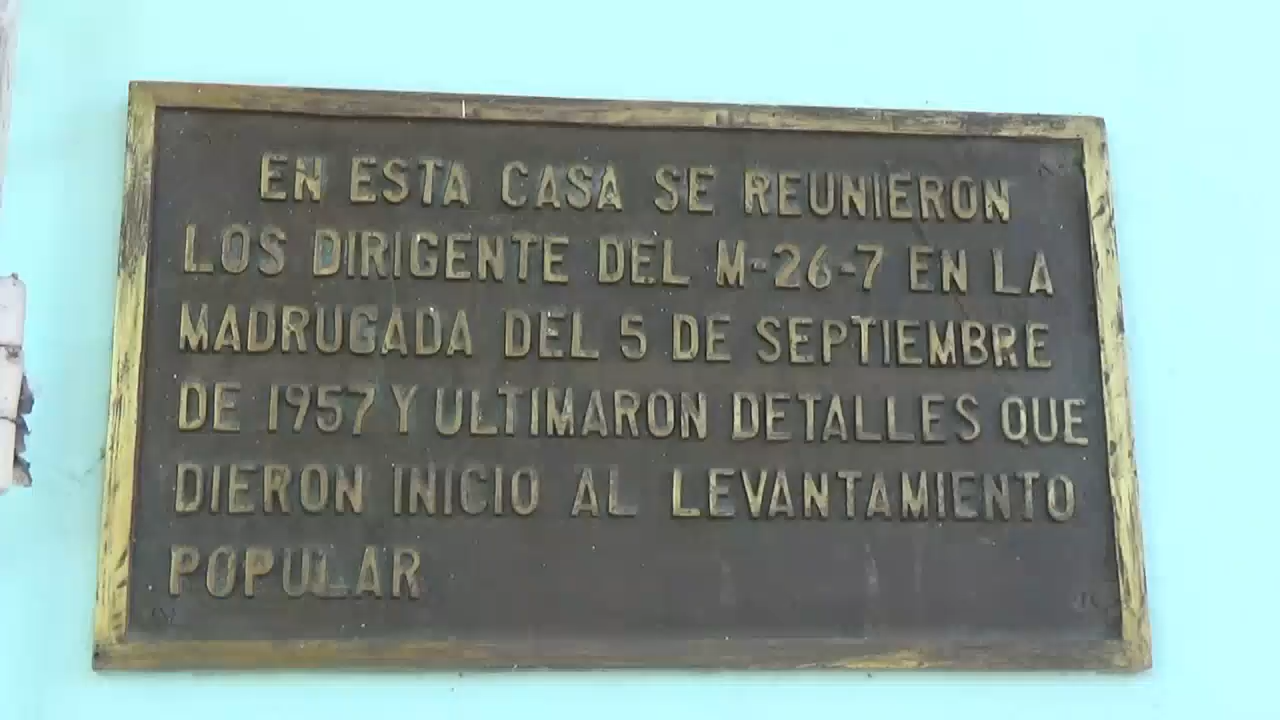 EN ESTA CASA SE REUNIERON
LOS DIRIGENTE DEL M-26-7 EN LA
MADRUGADA DEL 5 DE SEPTIEMBRE
DE 1957 Y ULTIMARON DETALLES QUE
DIERON INICIO AL LEVANTAMIENTO
POPULAR